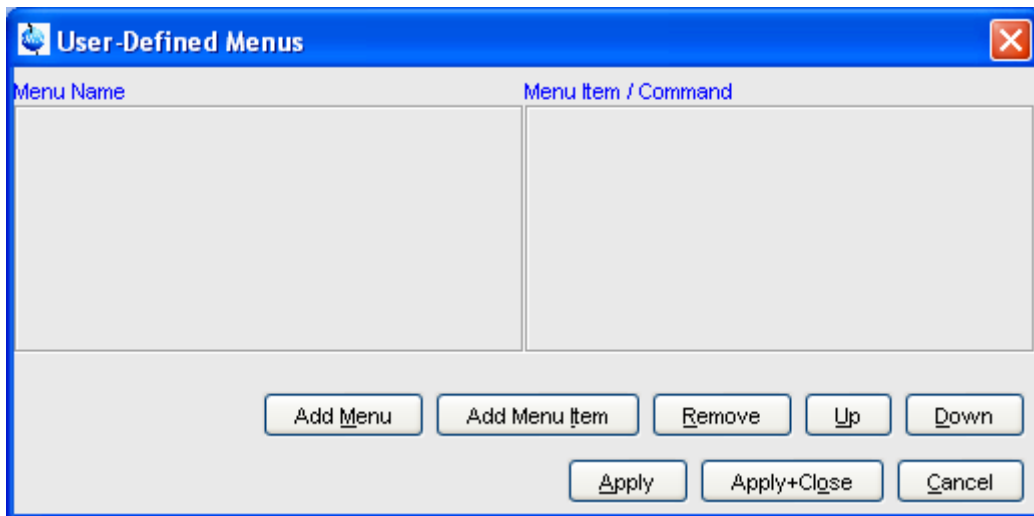 User-Defined Menus
Menu Name Menu Item / Command
Add Menu Add Menu Item Remove Up Down
Apply Apply+Close Cancel